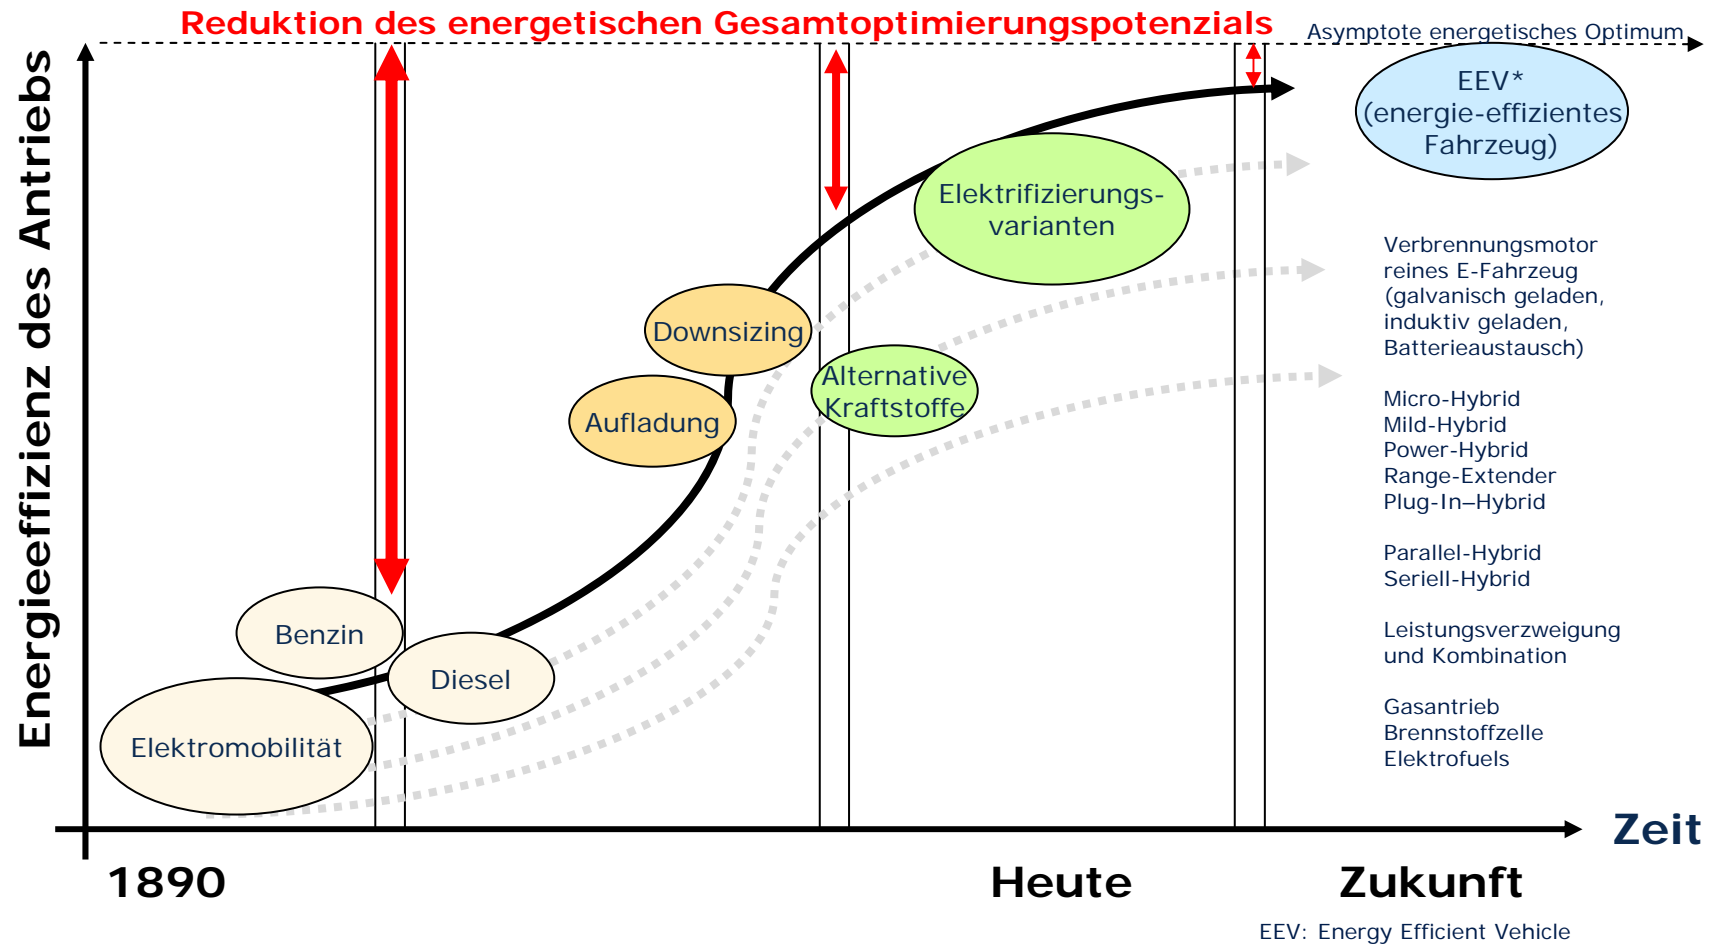 Reduktion des energetischen Gesamtoptimierungspotenzials
Asymptote energetisches Optimum
Energieeffizienz des Antriebs
EEV*
(energie-effizientes
Fahrzeug)
Elektrifizierungs-
varianten
Downsizing
Alternative
Kraftstoffe
Aufladung
Benzin
Diesel
Elektromobilität
Verbrennungsmotor
reines E-Fahrzeug
(galvanisch geladen,
induktiv geladen,
Batterieaustausch)
Micro-Hybrid
Mild-Hybrid
Power-Hybrid
Range-Extender
Plug-In–Hybrid
Parallel-Hybrid
Seriell-Hybrid
Leistungsverzweigung
und Kombination
Gasantrieb
Brennstoffzelle
Elektrofuels
Zeit
1890
Heute
Zukunft
EEV: Energy Efficient Vehicle